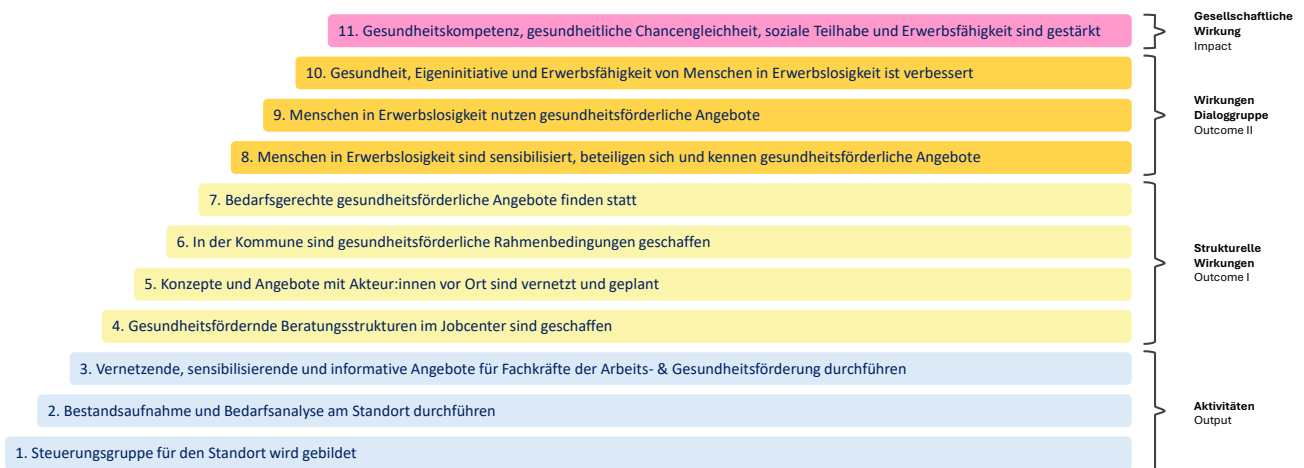 11. Gesundheitskompetenz, gesundheitliche Chancengleichheit, soziale Teilhabe und Erwerbsfähigkeit sind gestärkt
Gesellschaftliche
Wirkung
Impact
10. Gesundheit, Eigeninitiative und Erwerbsfähigkeit von Menschen in Erwerbslosigkeit ist verbessert
9. Menschen in Erwerbslosigkeit nutzen gesundheitsförderliche Angebote
8. Menschen in Erwerbslosigkeit sind sensibilisiert, beteiligen sich und kennen gesundheitsförderliche Angebote
Wirkungen
Dialoggruppe
Outcome II
7. Bedarfsgerechte gesundheitsförderliche Angebote finden statt
6. In der Kommune sind gesundheitsförderliche Rahmenbedingungen geschaffen
5. Konzepte und Angebote mit Akteur:innen vor Ort sind vernetzt und geplant
4. Gesundheitsfördernde Beratungsstrukturen im Jobcenter sind geschaffen
Strukturelle
Wirkungen
Outcome I
3. Vernetzende, sensibilisierende und informative Angebote für Fachkräfte der Arbeits- & Gesundheitsförderung durchführen
2. Bestandsaufnahme und Bedarfsanalyse am Standort durchführen
1. Steuerungsgruppe für den Standort wird gebildet
Aktivitäten
Output